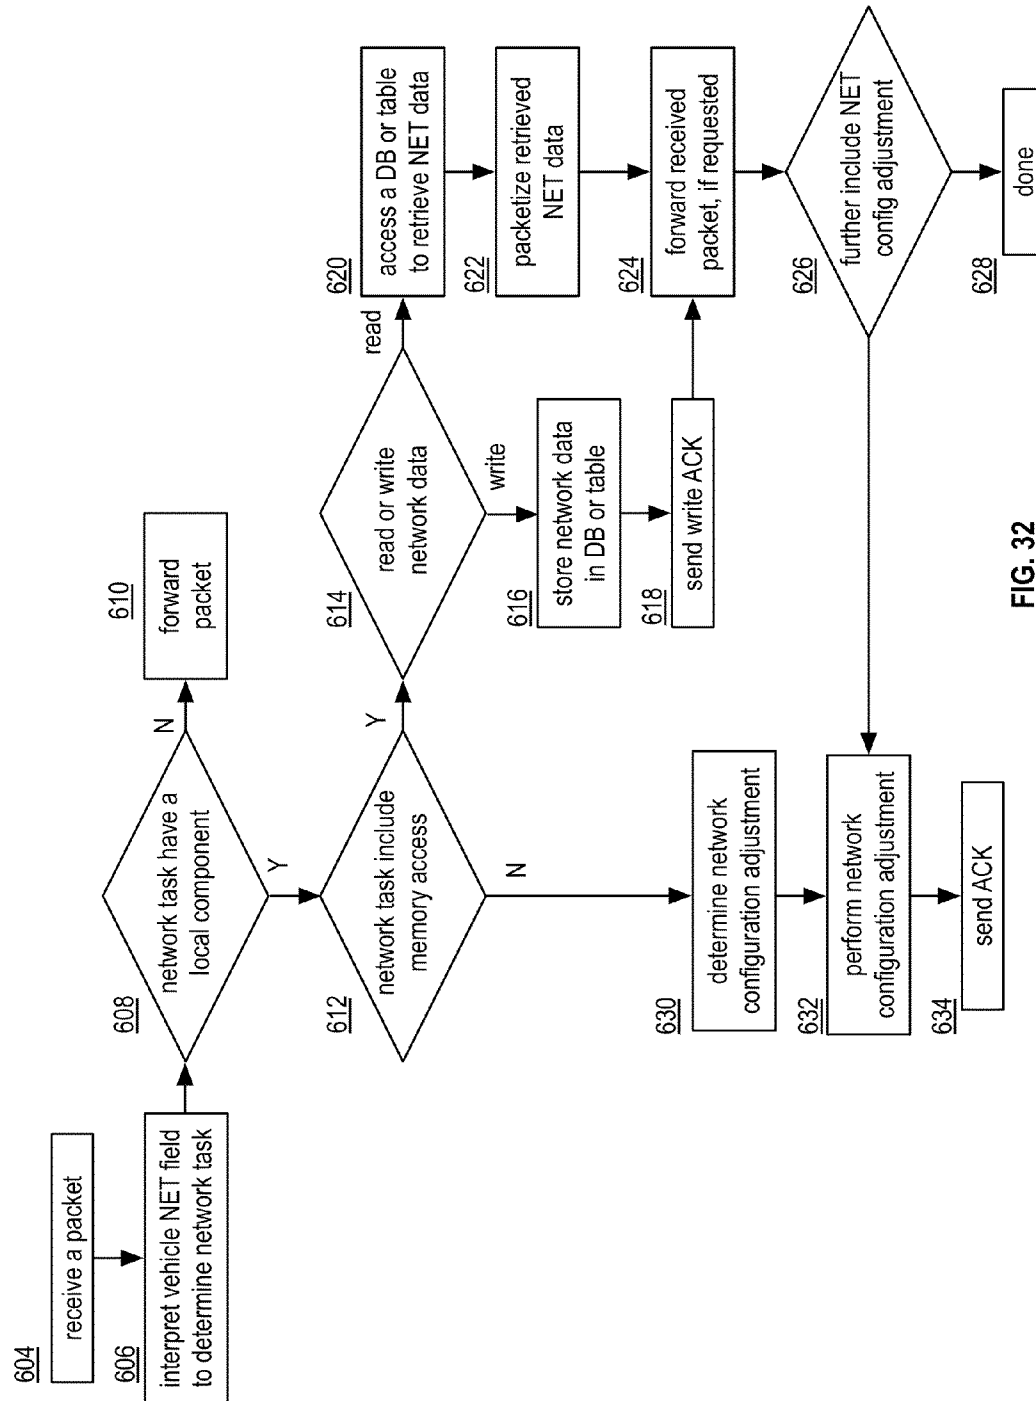 604
receive a packet
606
interpret vehicle NET field
to determine network task
608
network task have a
local component
N
610
forward
packet
Y
612
network task include
memory access
Y
614
read or write
network data
read
620
access a DB or table
to retrieve NET data
622
packetize retrieved
NET data
write
616
store network data
in DB or table
618
send write ACK
624
forward received
packet, if requested
626
further include NET
config adjustment
628
done
N
630
determine network
configuration adjustment
632
perform network
configuration adjustment
634
send ACK
FIG. 32